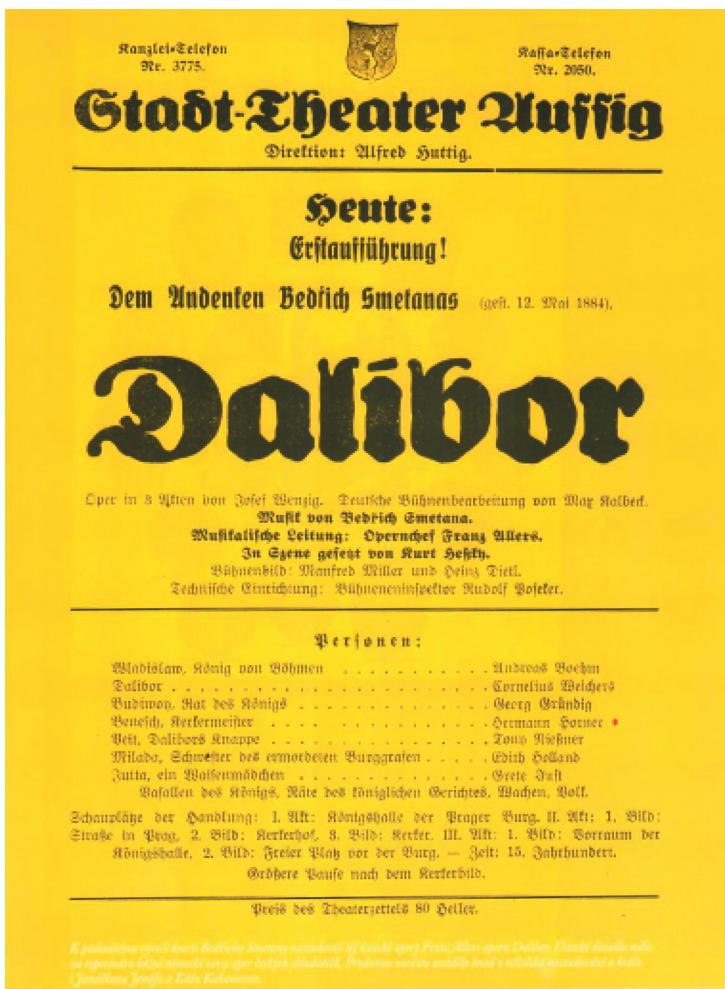 Kanzlei-Telefon
Nr. 3775.
Kassa-Telefon
Nr. 2050.
Stadt-Theater Aussig
Direktion: Alfred Huttig.
Heute:
Erstaufführung!
Dem Andenken Bedřich Smetanas (gest. 12. Mai 1884),
Dalibor
Oper in 3 Akten von Josef Wenzig. Deutsche Bühnenbearbeitung von Max Kalbeck.
Musik von Bedřich Smetana.
Musikalische Leitung: Opernchef Franz Allers.
In Szene gesetzt von Kurt Heßky.
Bühnenbild: Manfred Miller und Heinz Dietl.
Technische Einrichtung: Bühneninspektor Rudolf Poseker.
Personen:
Wladislaw, König von Böhmen . . . . . . . . . . . Andreas Boehm
Dalibor . . . . . . . . . . . . . . . . . . . . . . . Cornelius Weichers
Budiwoy, Rat des Königs . . . . . . . . . . . . . . Georg Gründig
Benesch, Kerkermeister . . . . . . . . . . . . . . . Hermann Horner *
Veit, Dalibors Knappe . . . . . . . . . . . . . . . Tony Nießner
Milada, Schwester des ermordeten Burggrafen . . . . . Edith Holland
Jutta, ein Waisenmädchen . . . . . . . . . . . . . Grete Just
Vasallen des Königs, Räte des königlichen Gerichtes, Wachen, Volk.
Schauplätze der Handlung: I. Akt: Königshalle der Prager Burg. II. Akt: 1. Bild:
Straße in Prag, 2. Bild: Kerkerhof, 3. Bild: Kerker. III. Akt: 1. Bild: Vorraum der
Königshalle, 2. Bild: Freier Platz vor der Burg. — Zeit: 15. Jahrhundert.
Größere Pause nach dem Kerkerbild.
Preis des Theaterzettels 80 Heller.